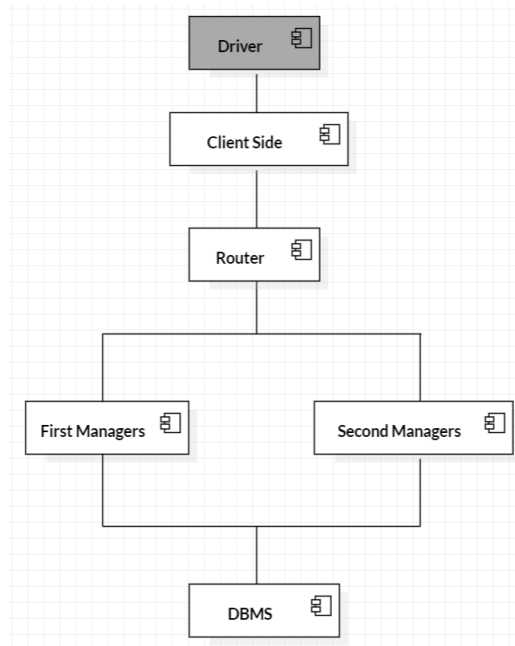 Driver
Client Side
Router
First Managers
Second Managers
DBMS